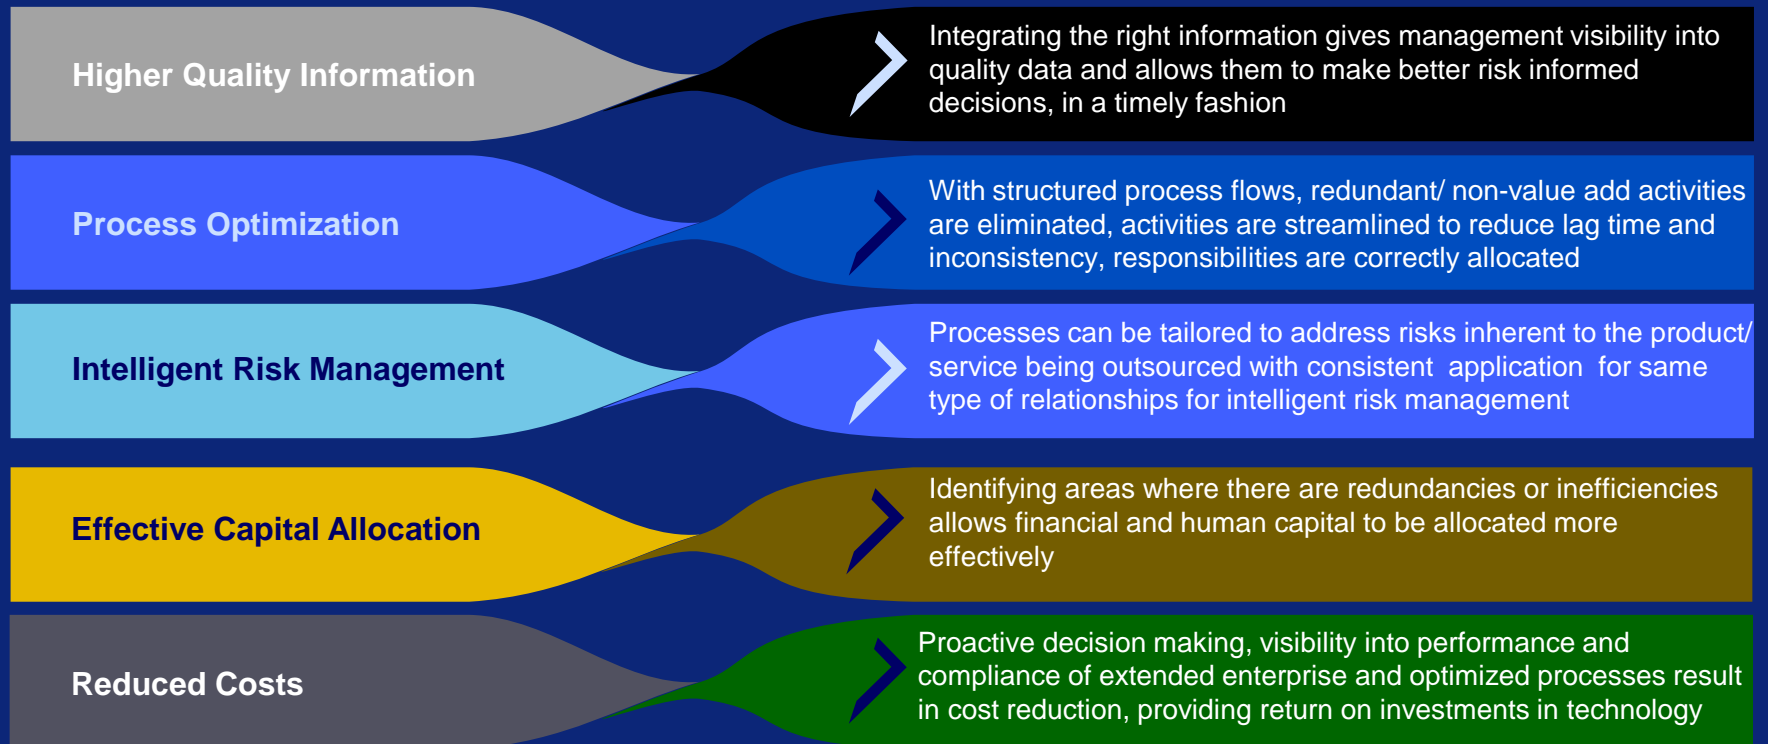 Higher Quality Information
Integrating the right information gives management visibility into
quality data and allows them to make better risk informed
decisions, in a timely fashion
Process Optimization
With structured process flows, redundant/ non-value add activities
are eliminated, activities are streamlined to reduce lag time and
inconsistency, responsibilities are correctly allocated
Intelligent Risk Management
Processes can be tailored to address risks inherent to the product/
service being outsourced with consistent  application  for same
type of relationships for intelligent risk management
Effective Capital Allocation
Identifying areas where there are redundancies or inefficiencies
allows financial and human capital to be allocated more
effectively
Reduced Costs
Proactive decision making, visibility into performance and
compliance of extended enterprise and optimized processes result
in cost reduction, providing return on investments in technology